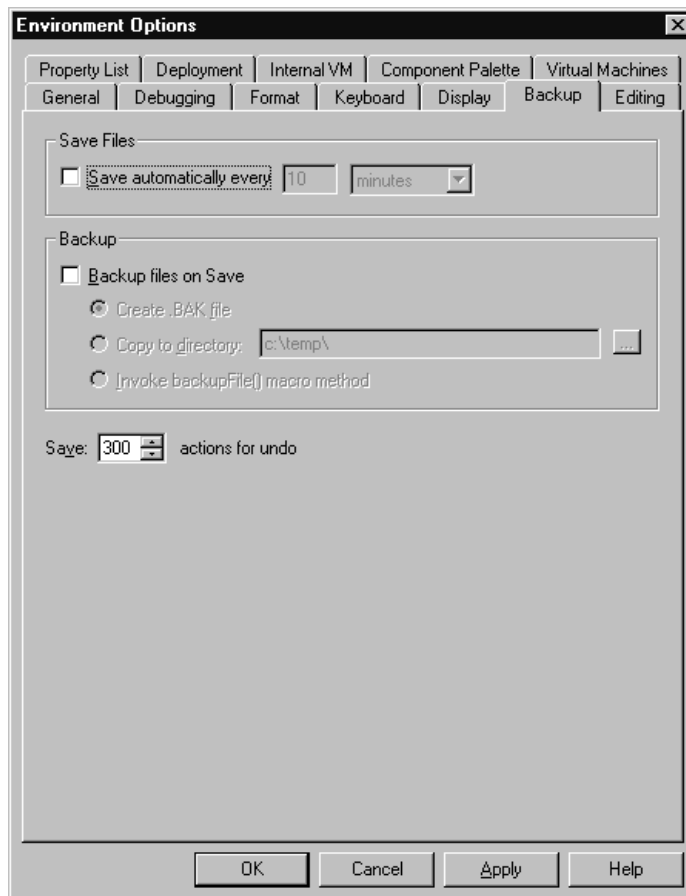 Environment Options
Property List Deployment Internal VM Component Palette Virtual Machines
General Debugging Format Keyboard Display Backup Editing
Save Files
Save automatically every 10 minutes
Backup
Backup files on Save
Create .BAK file
Copy to directory: c:\temp\ ...
Invoke backupFile() macro method
Save: 300 actions for undo
OK Cancel Apply Help